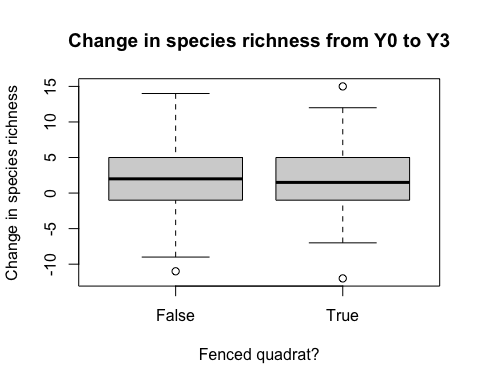 Change in species richness from Y0 to Y3
Change in species richness
15
10
5
0
-5
-10
False
True
Fenced quadrat?